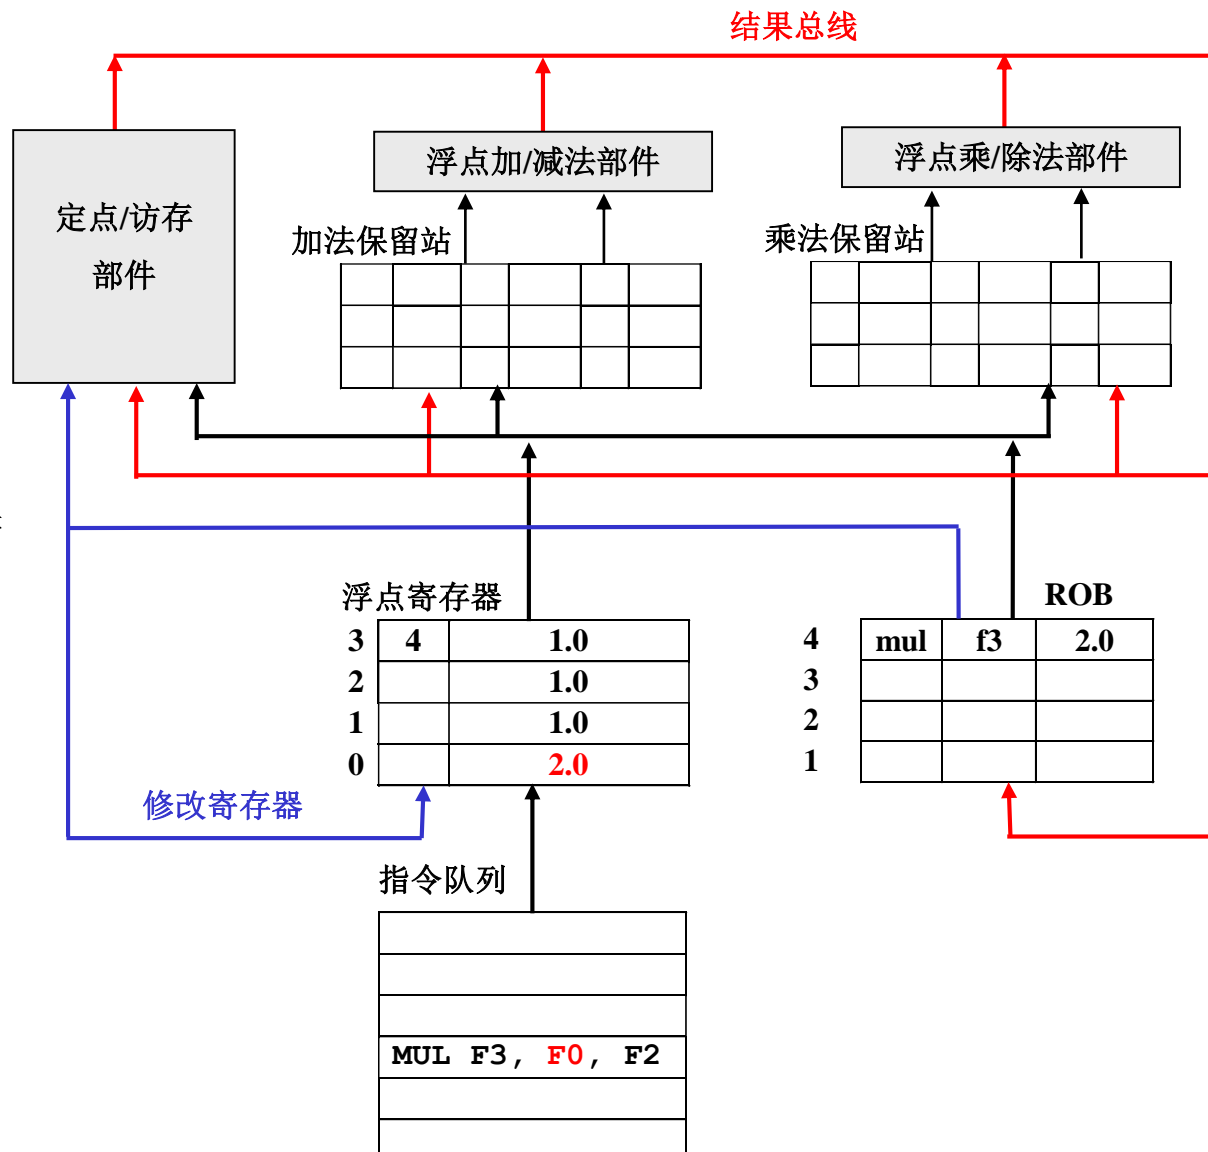 结果总线
浮点加/减法部件
浮点乘/除法部件
定点/访存
部件
加法保留站
乘法保留站
浮点寄存器
ROB
3 4 1.0
2 1.0
1 1.0
0 2.0
4 mul f3 2.0
3
2
1
修改寄存器
指令队列
MUL F3, F0, F2